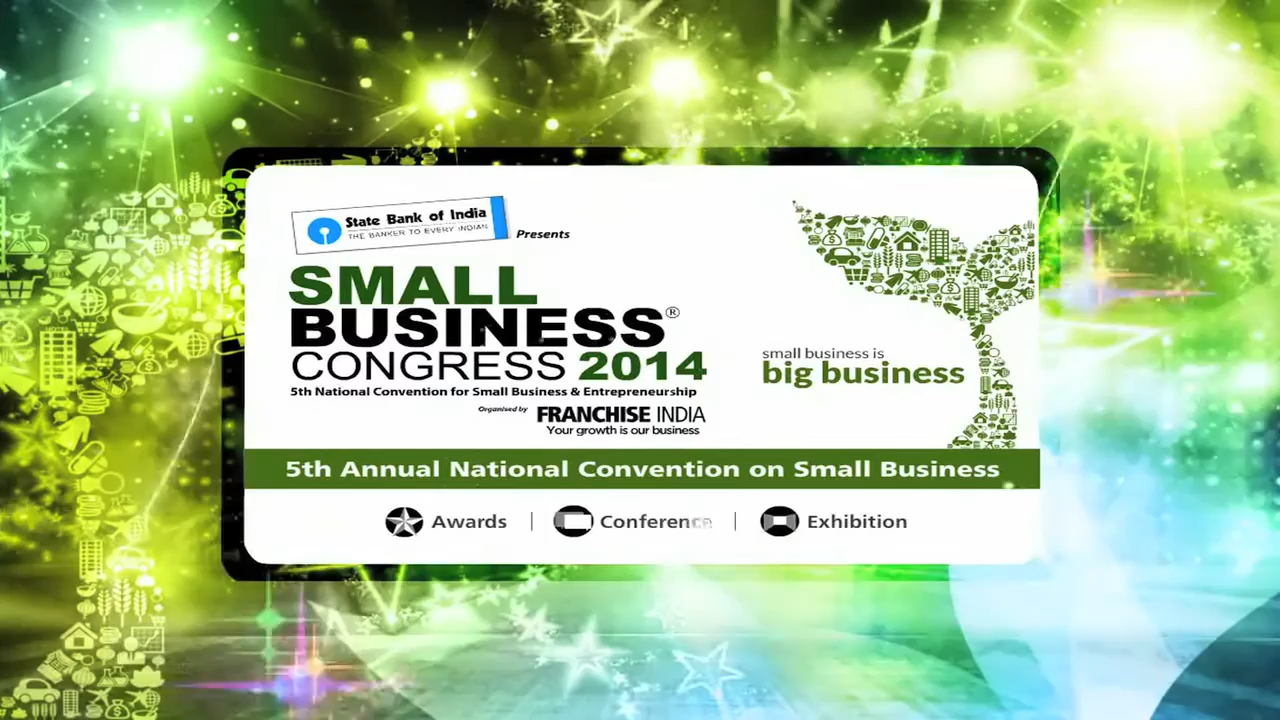 State Bank of India
THE BANKER TO EVERY INDIAN
Presents
SMALL
BUSINESS®
CONGRESS 2014
5th National Convention for Small Business & Entrepreneurship
Organised by FRANCHISE INDIA
Your growth is our business
small business is
big business
5th Annual National Convention on Small Business
Awards | Conference | Exhibition